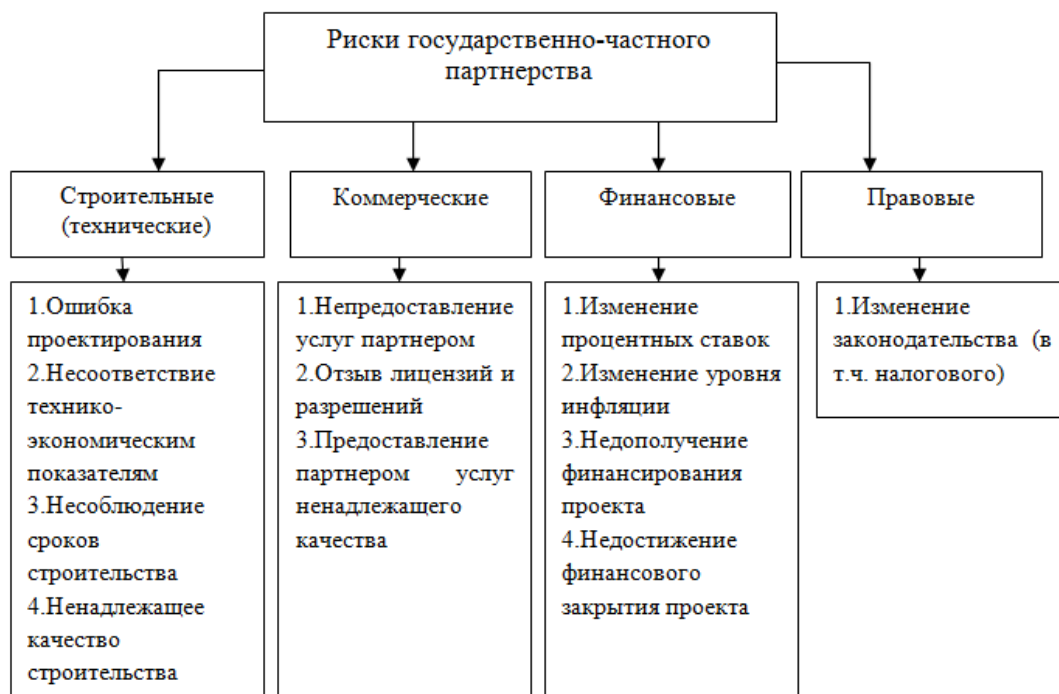 Риски государственно-частного
партнерства
Строительные
(технические)
Коммерческие
Финансовые
Правовые
1.Ошибка
проектирования
2.Несоответствие
технико-
экономическим
показателям
3.Несоблюдение
сроков
строительства
4.Ненадлежащее
качество
строительства
1.Непредоставление
услуг партнером
2.Отзыв лицензий и
разрешений
3.Предоставление
партнером услуг
ненадлежащего
качества
1.Изменение
процентных ставок
2.Изменение уровня
инфляции
3.Недополучение
финансирования
проекта
4.Недостижение
финансового
закрытия проекта
1.Изменение
законодательства (в
т.ч. налогового)